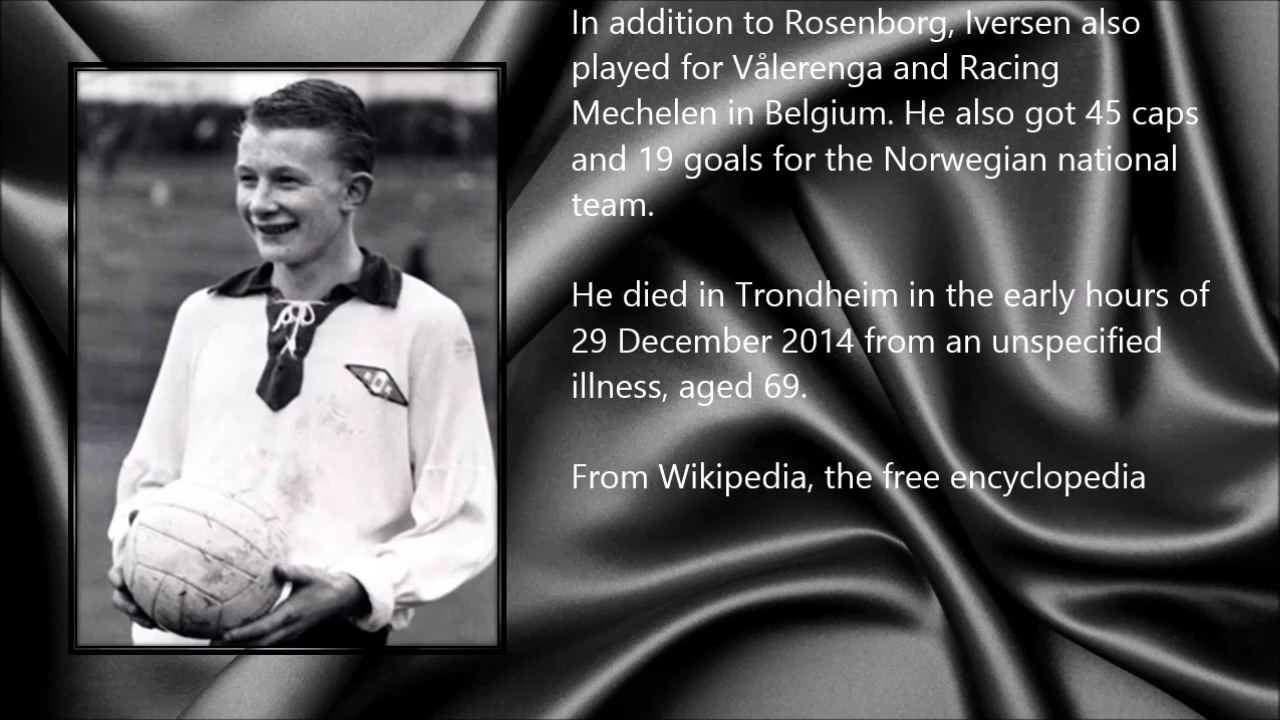 In addition to Rosenborg, Iversen also
played for Vålerenga and Racing
Mechelen in Belgium. He also got 45 caps
and 19 goals for the Norwegian national
team.
He died in Trondheim in the early hours of
29 December 2014 from an unspecified
illness, aged 69.
From Wikipedia, the free encyclopedia